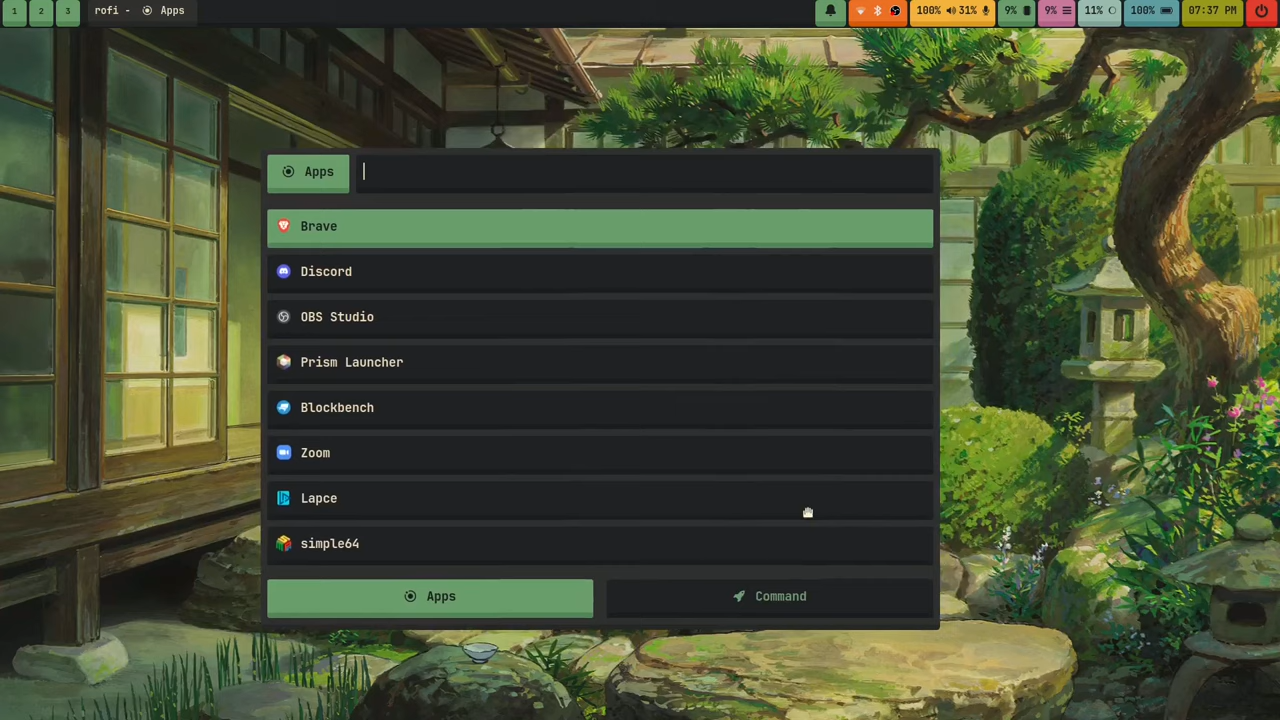 1 2 3 rofi - Apps 100% 31% 9% 9% 11% 100% 07:37 PM
Apps
Brave
Discord
OBS Studio
Prism Launcher
Blockbench
Zoom
Lapce
simple64
Apps Command